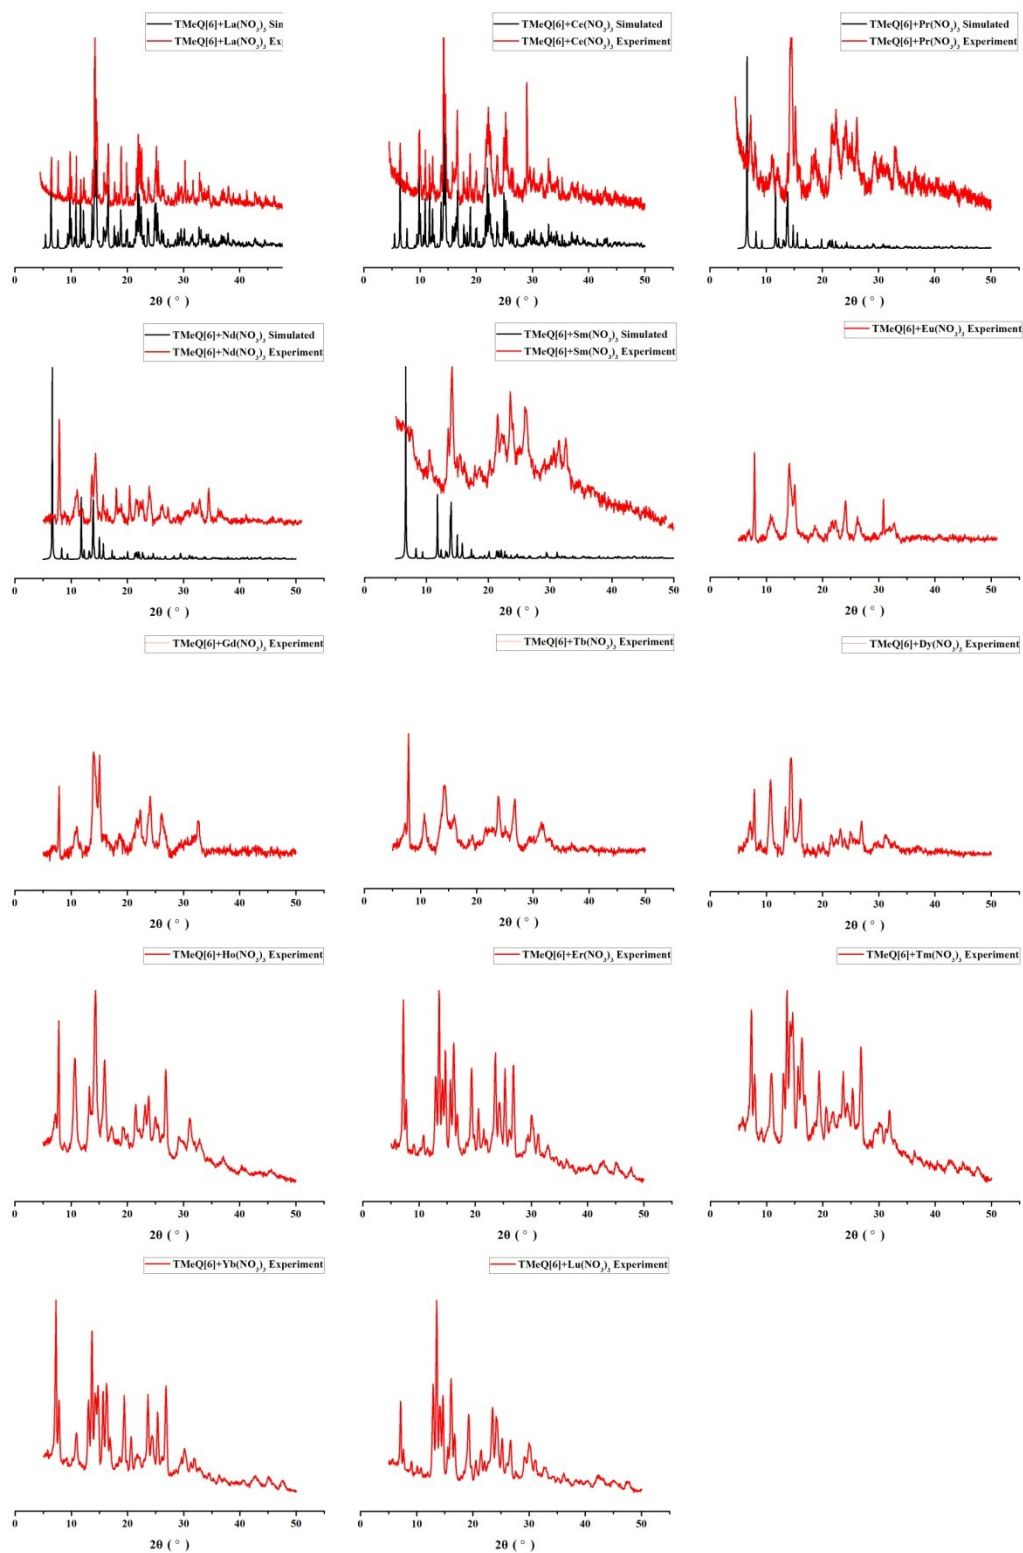 TMeQ[6]+La(NO3)3 Sin
TMeQ[6]+La(NO3)3 Exp
0 10 20 30 40 50
2θ ( ° )
TMeQ[6]+Ce(NO3)3 Simulated
TMeQ[6]+Ce(NO3)3 Experiment
0 10 20 30 40 50
2θ ( ° )
TMeQ[6]+Pr(NO3)3 Simulated
TMeQ[6]+Pr(NO3)3 Experiment
0 10 20 30 40 50
2θ ( ° )
TMeQ[6]+Nd(NO3)3 Simulated
TMeQ[6]+Nd(NO3)3 Experiment
0 10 20 30 40 50
2θ ( ° )
TMeQ[6]+Sm(NO3)3 Simulated
TMeQ[6]+Sm(NO3)3 Experiment
0 10 20 30 40 50
2θ ( ° )
TMeQ[6]+Eu(NO3)3 Experiment
0 10 20 30 40 50
2θ ( ° )
TMeQ[6]+Gd(NO3)3 Experiment
0 10 20 30 40 50
2θ ( ° )
TMeQ[6]+Tb(NO3)3 Experiment
0 10 20 30 40 50
2θ ( ° )
TMeQ[6]+Dy(NO3)3 Experiment
0 10 20 30 40 50
2θ ( ° )
TMeQ[6]+Ho(NO3)3 Experiment
0 10 20 30 40 50
2θ ( ° )
TMeQ[6]+Er(NO3)3 Experiment
0 10 20 30 40 50
2θ ( ° )
TMeQ[6]+Tm(NO3)3 Experiment
0 10 20 30 40 50
2θ ( ° )
TMeQ[6]+Yb(NO3)3 Experiment
0 10 20 30 40 50
2θ ( ° )
TMeQ[6]+Lu(NO3)3 Experiment
0 10 20 30 40 50
2θ ( ° )